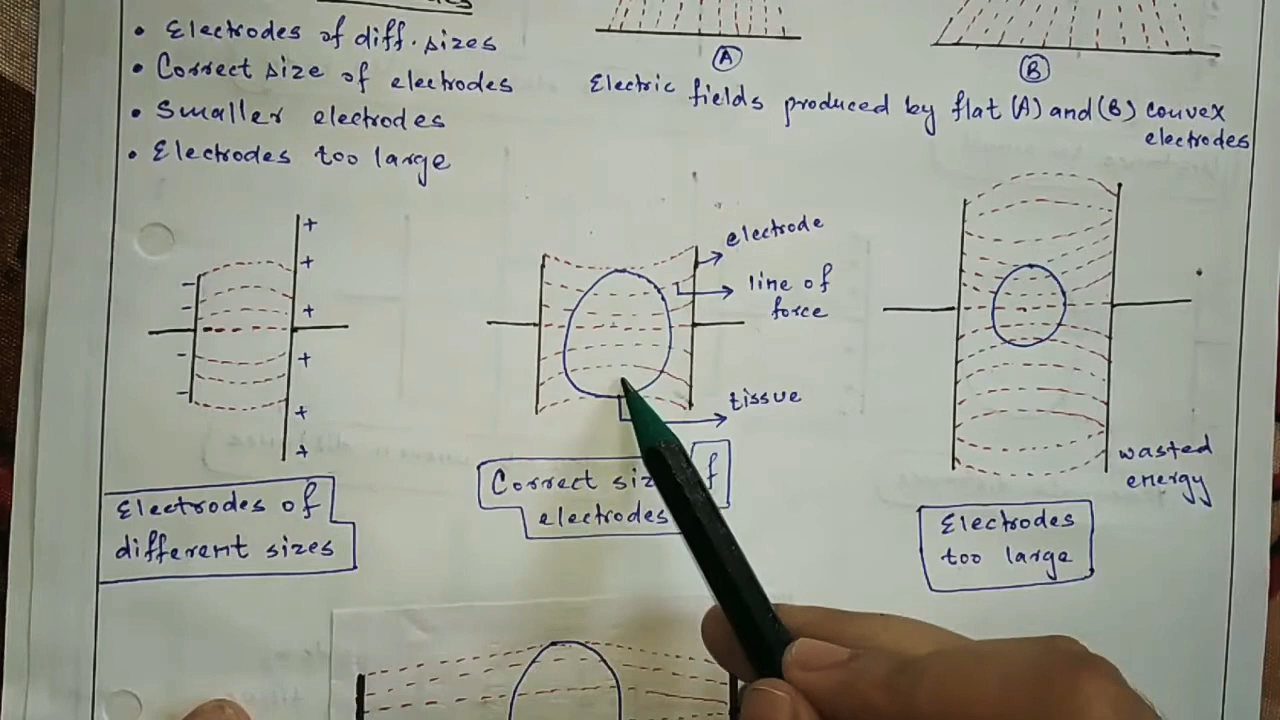 • Electrodes of diff. sizes
• Correct size of electrodes
• Smaller electrodes
• Electrodes too large
A
B
Electric fields produced by flat (A) and (B) convex
electrodes
+
+
+
+
+
+
-
-
-
-
electrode
line of
force
tissue
wasted
energy
Electrodes of
different sizes
Correct
electrodes
Electrodes
too large